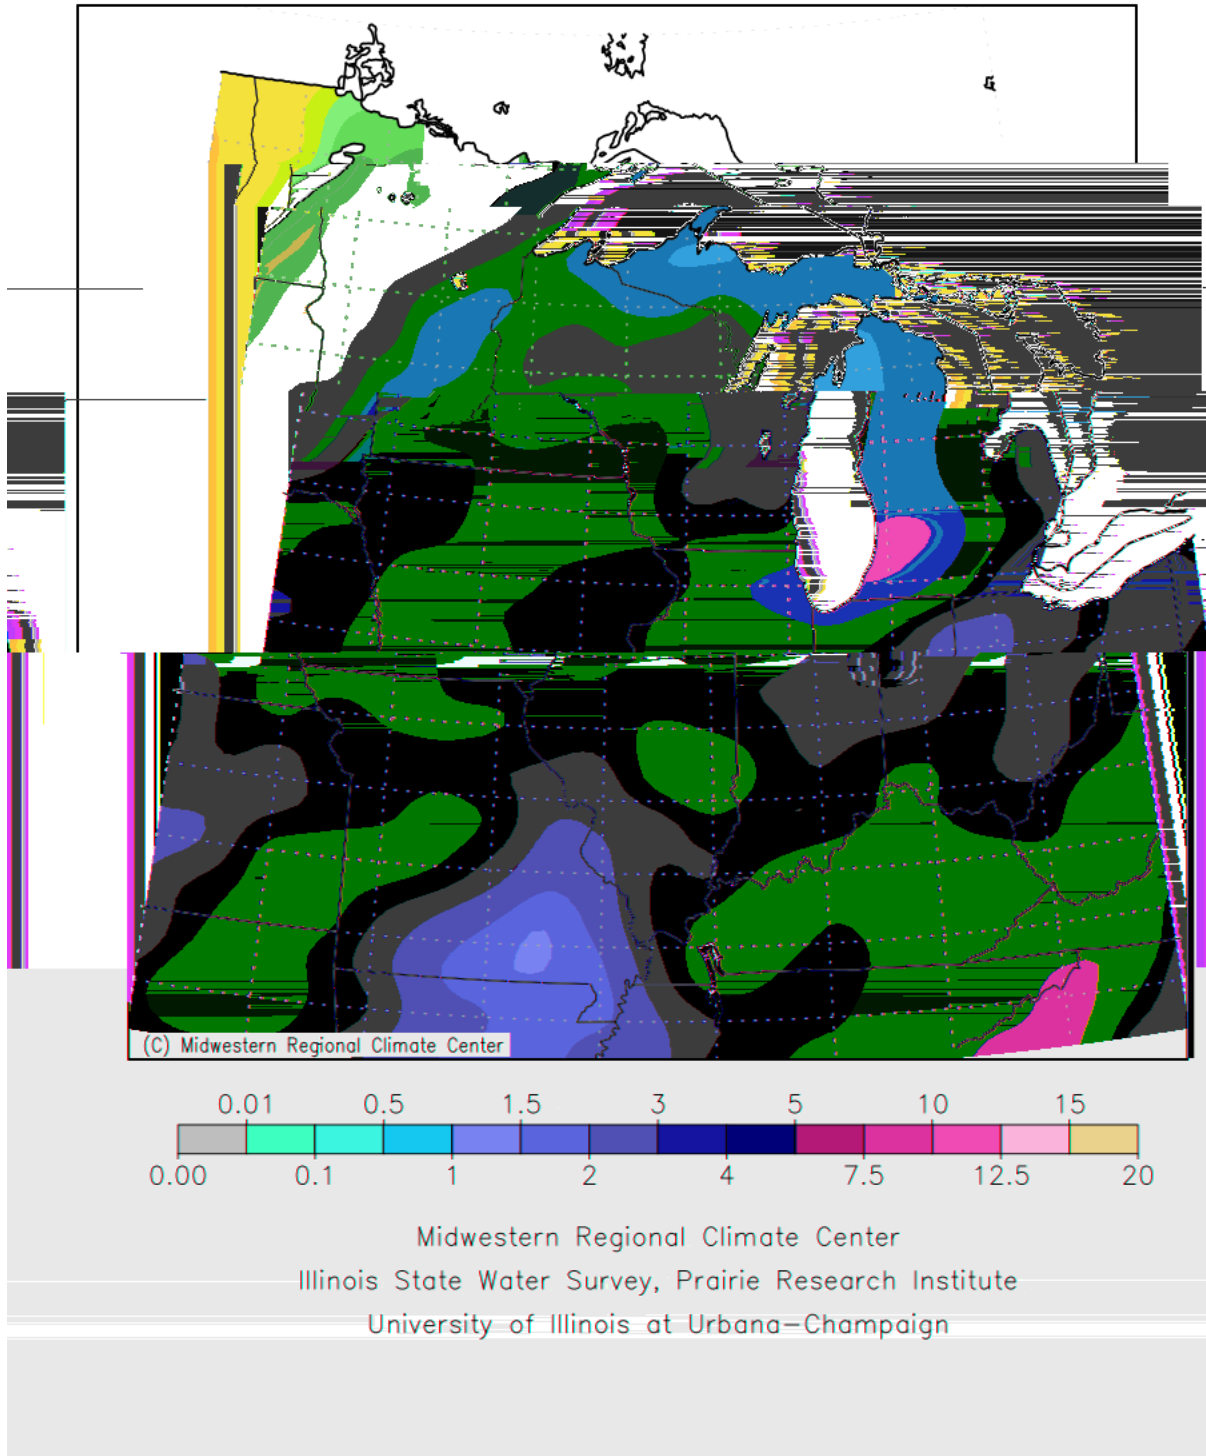 (C) Midwestern Regional Climate Center
0.01 0.5 1.5 3 5 10 15
0.00 0.1 1 2 4 7.5 12.5 20
Midwestern Regional Climate Center
Illinois State Water Survey, Prairie Research Institute
University of Illinois at Urbana-Champaign